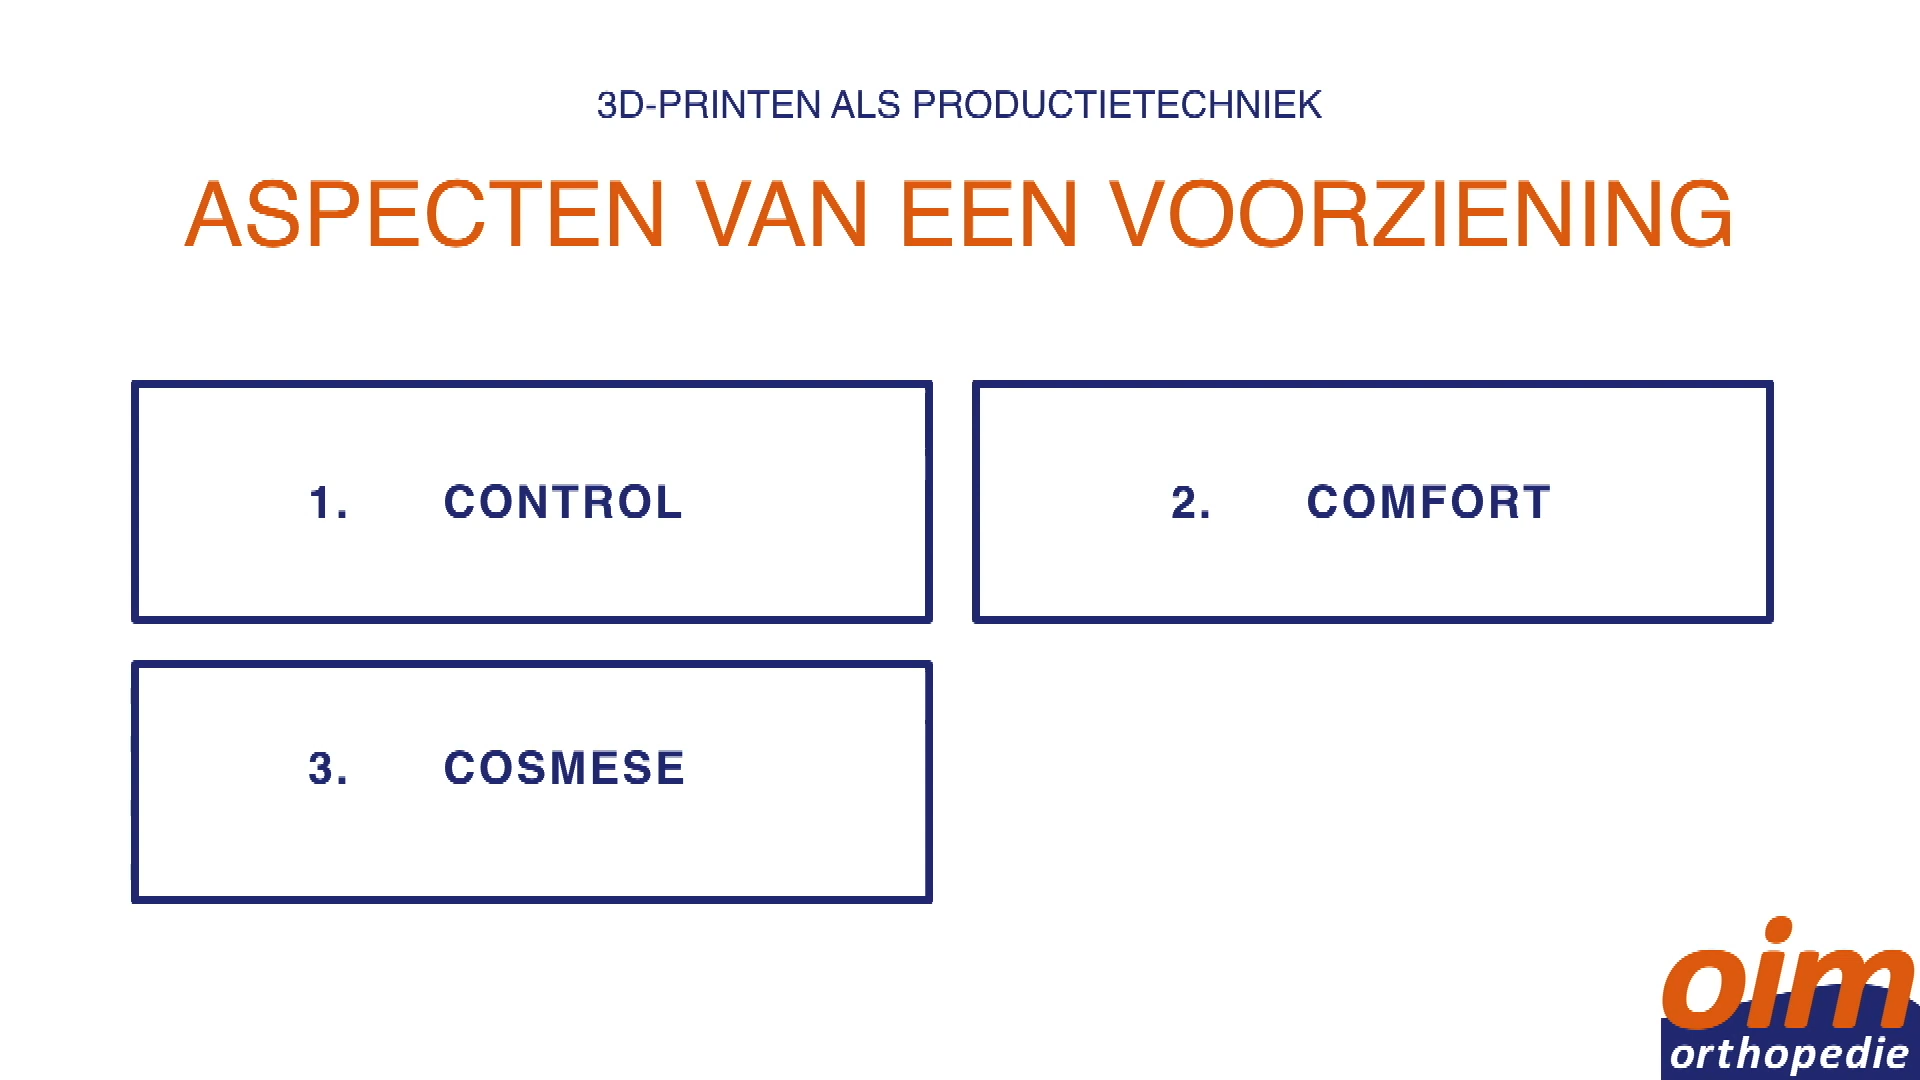 3D-PRINTEN ALS PRODUCTIETECHNIEK
ASPECTEN VAN EEN VOORZIENING
1. CONTROL
2. COMFORT
3. COSMESE
oim
orthopedie